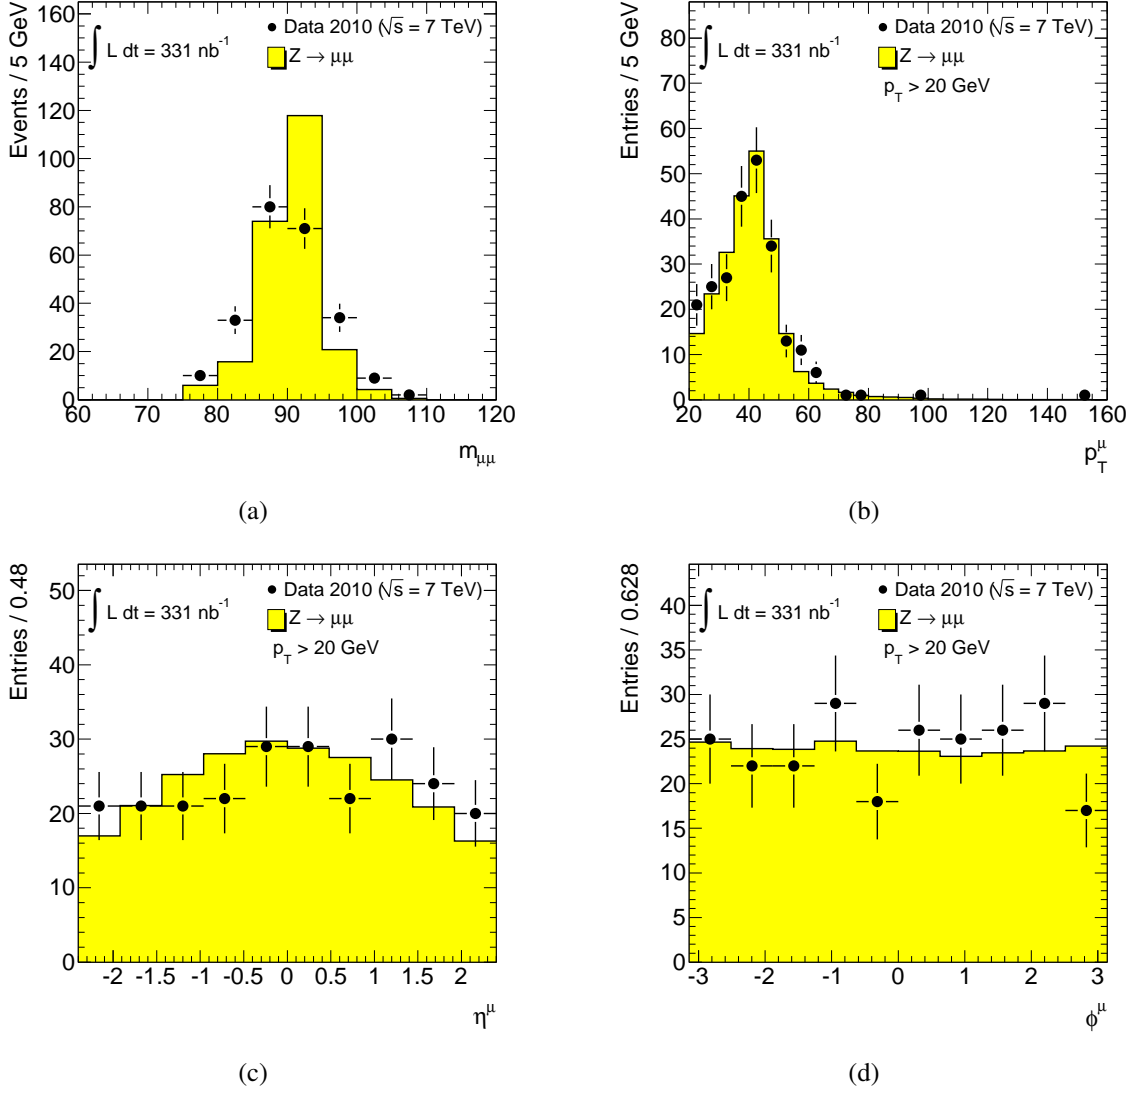 Events / 5 GeV
160
140
120
100
80
60
40
20
0
∫ L dt = 331 nb⁻¹
Data 2010 (√s = 7 TeV)
Z → μμ
60 70 80 90 100 110 120
m_μμ
(a)
Entries / 5 GeV
80
70
60
50
40
30
20
10
0
∫ L dt = 331 nb⁻¹
Data 2010 (√s = 7 TeV)
Z → μμ
p_T > 20 GeV
20 40 60 80 100 120 140 160
p_T^μ
(b)
Entries / 0.48
50
40
30
20
10
0
∫ L dt = 331 nb⁻¹
Data 2010 (√s = 7 TeV)
Z → μμ
p_T > 20 GeV
-2 -1.5 -1 -0.5 0 0.5 1 1.5 2
η^μ
(c)
Entries / 0.628
40
35
30
25
20
15
10
5
0
∫ L dt = 331 nb⁻¹
Data 2010 (√s = 7 TeV)
Z → μμ
p_T > 20 GeV
-3 -2 -1 0 1 2 3
ϕ^μ
(d)